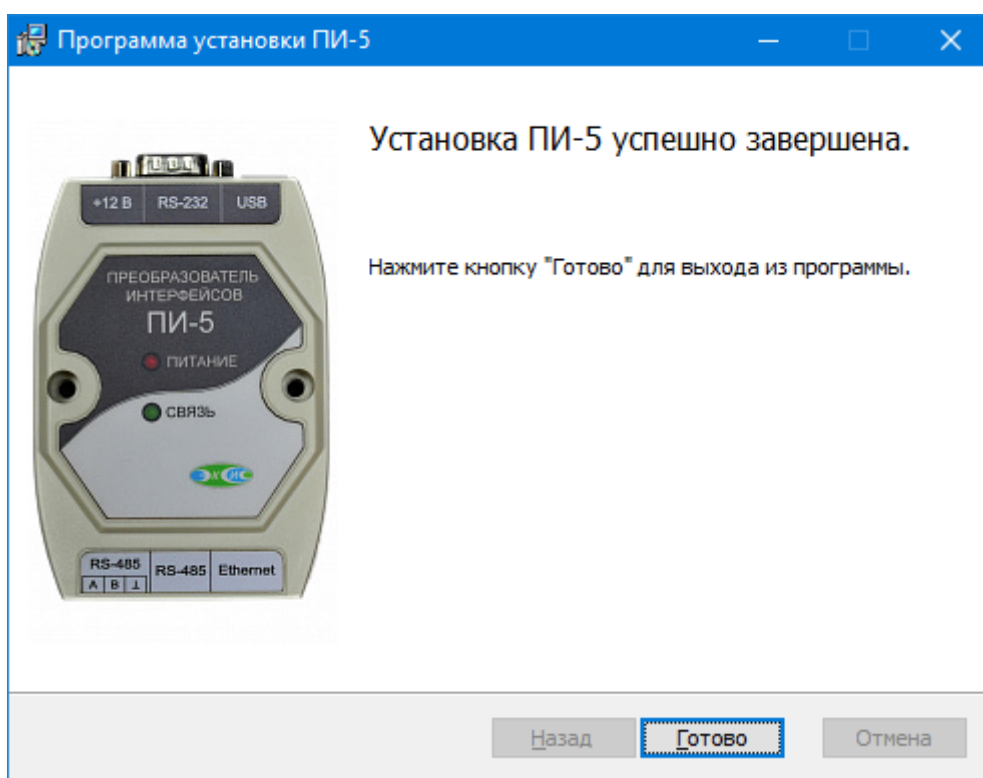 Программа установки ПИ-5
Установка ПИ-5 успешно завершена.
Нажмите кнопку "Готово" для выхода из программы.
+12 В RS-232 USB
ПРЕОБРАЗОВАТЕЛЬ
ИНТЕРФЕЙСОВ
ПИ-5
ПИТАНИЕ
СВЯЗЬ
ЭКСИС
RS-485 RS-485 Ethernet
A B ⊥
Назад Готово Отмена